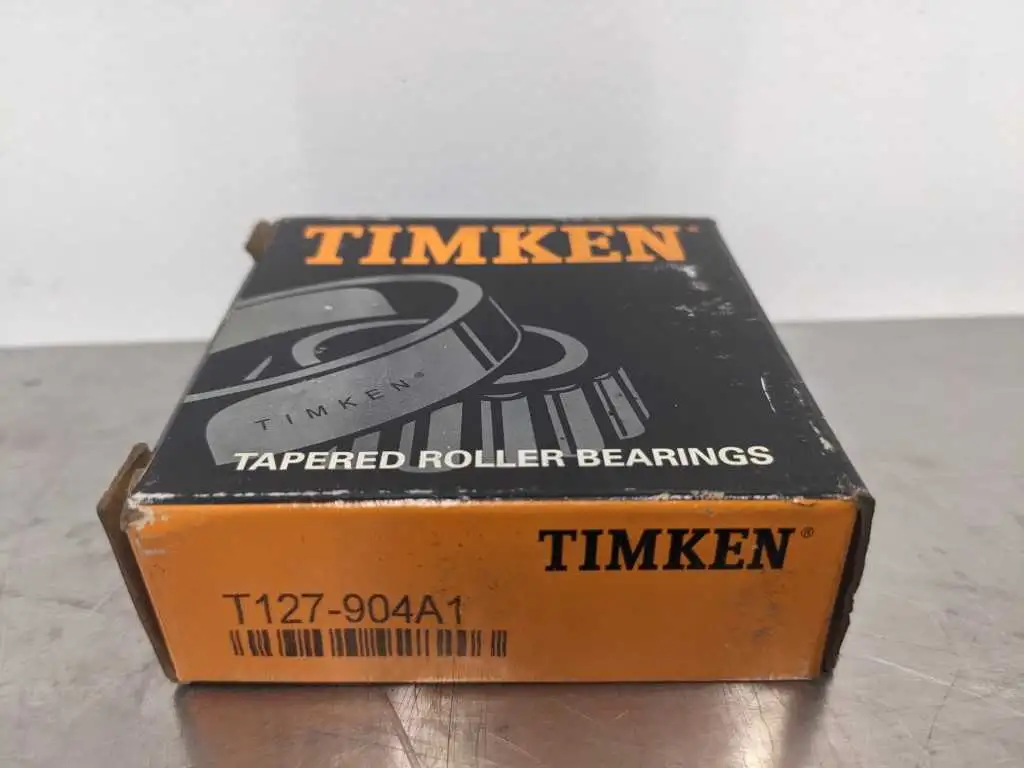 TIMKEN
TIMKEN®
TAPERED ROLLER BEARINGS
TIMKEN®
T127-904A1